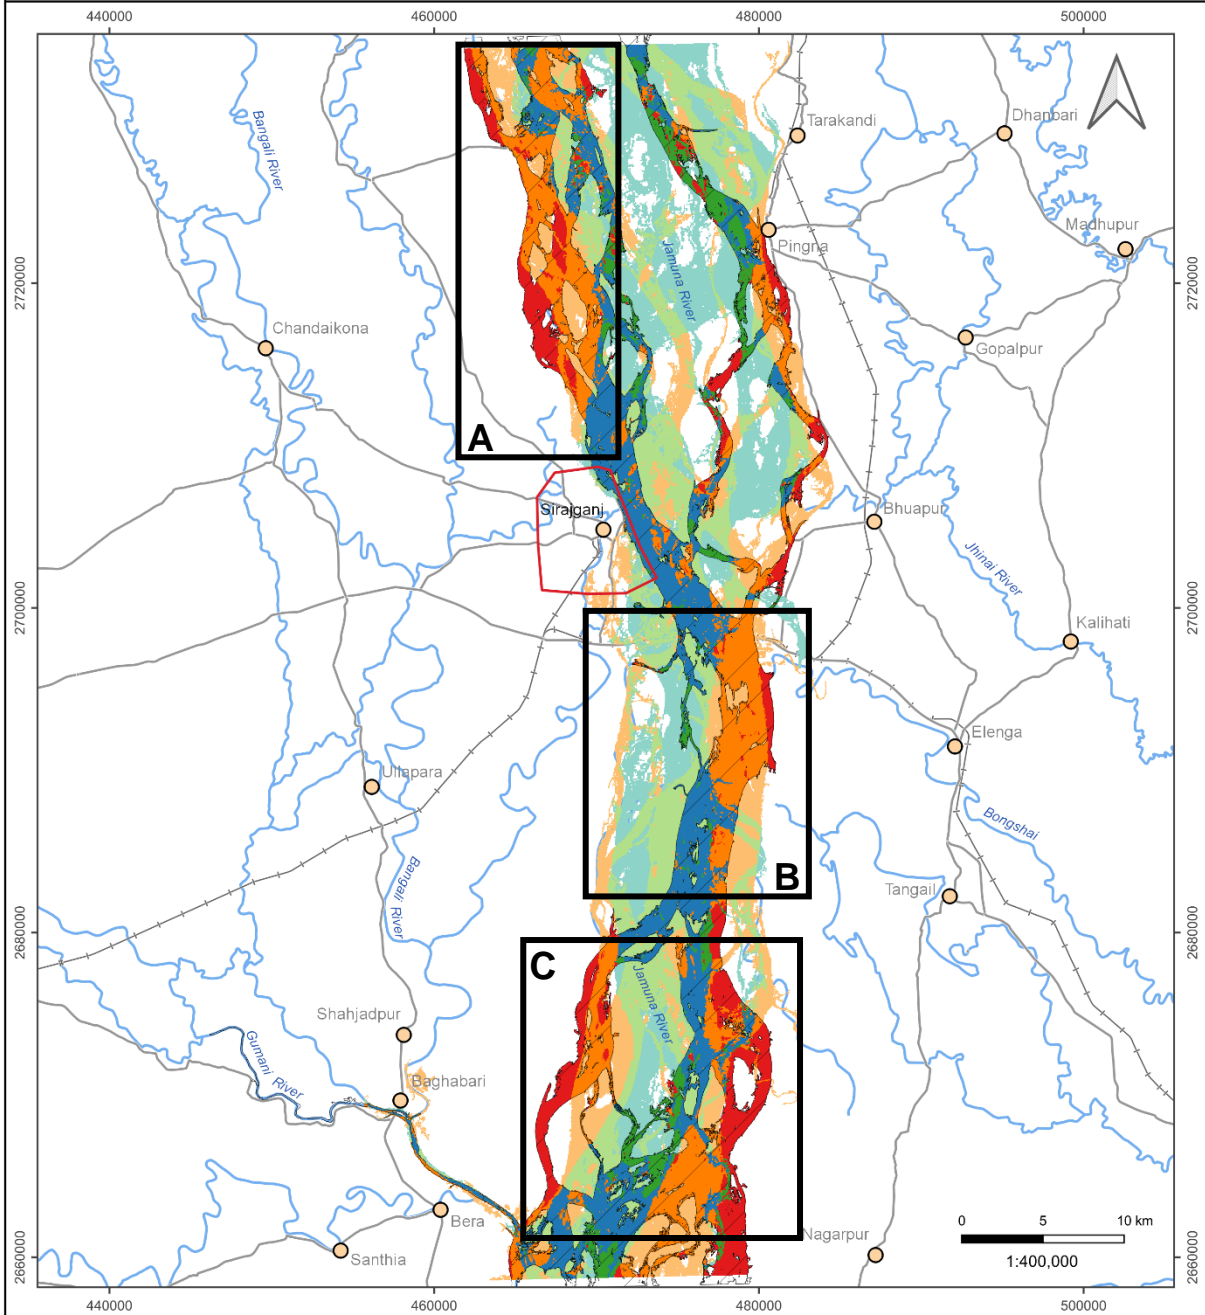 440000 460000 480000 500000
Tarakandi
Dhanbari
Bangali River
Madhupur
Pingna
Jamuna River
2720000 2720000
Chandaikona
Gopalpur
A
Sirajganj
Bhuapur
Jhinai River
2700000 2700000
Kalihati
Elenga
Ullapara
Bongshai
B
Bangali River
Tangail
2680000 2680000
C
Jamuna River
Shahjadpur
Gumani River
Baghabari
Bera
Nagarpur
0 5 10 km
Santhia
1:400,000
2660000 2660000
440000 460000 480000 500000